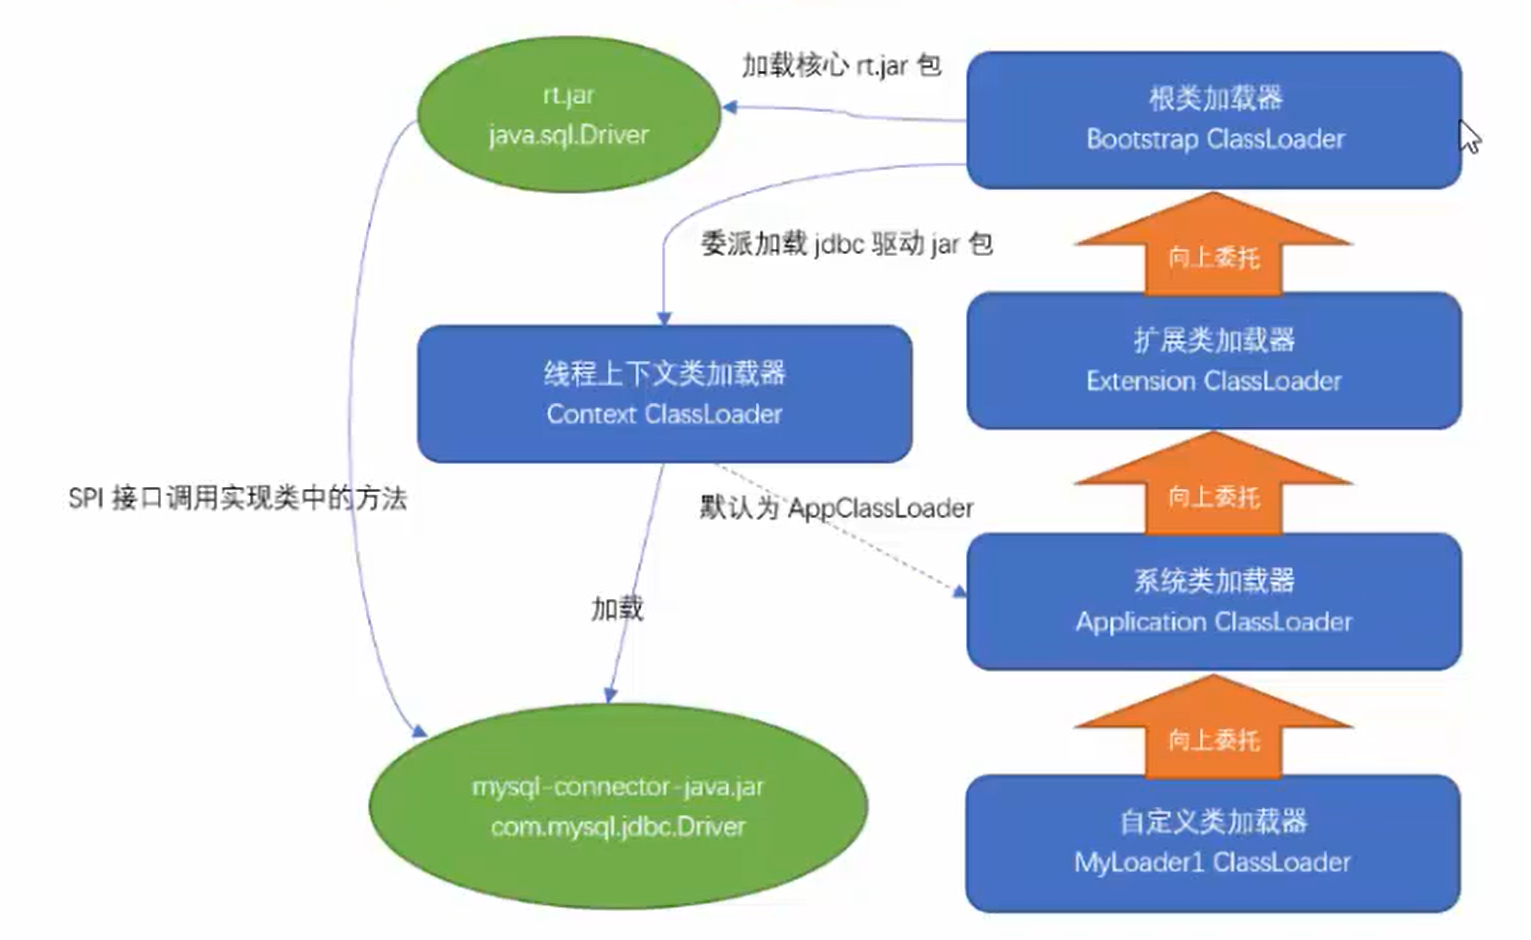 加载核心 rt.jar 包
rt.jar
java.sql.Driver
根类加载器
Bootstrap ClassLoader
委派加载 jdbc 驱动 jar 包
向上委托
线程上下文类加载器
Context ClassLoader
扩展类加载器
Extension ClassLoader
SPI 接口调用实现类中的方法
默认为 AppClassLoader
向上委托
加载
系统类加载器
Application ClassLoader
向上委托
mysql-connector-java.jar
com.mysql.jdbc.Driver
自定义类加载器
MyLoader1 ClassLoader